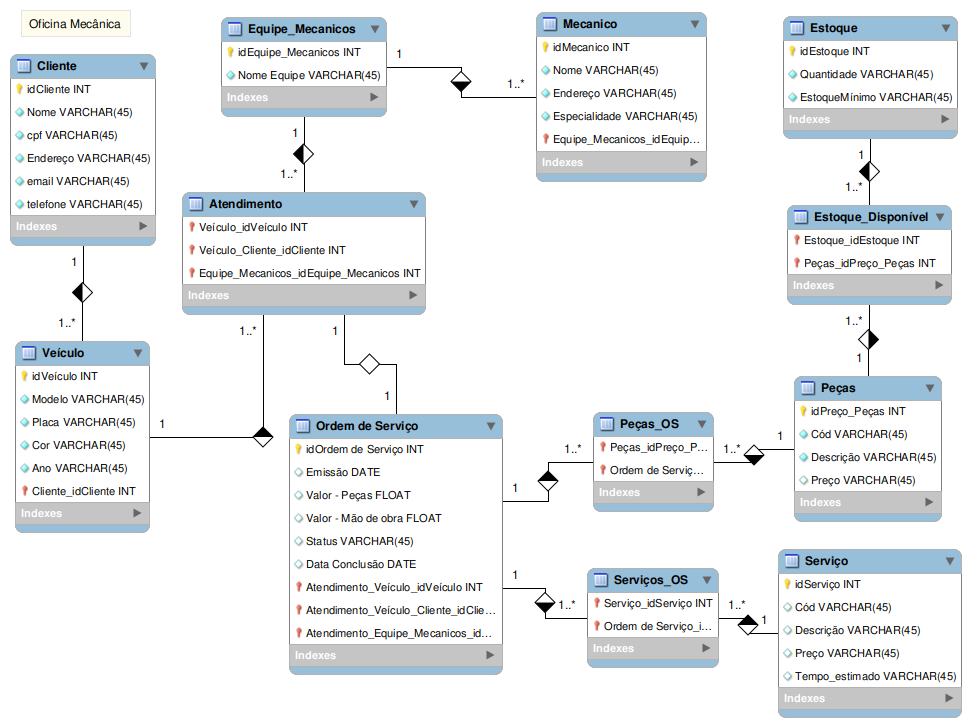 Oficina Mecânica
Cliente
idCliente INT
Nome VARCHAR(45)
cpf VARCHAR(45)
Endereço VARCHAR(45)
email VARCHAR(45)
telefone VARCHAR(45)
Indexes
1
1..*
Veículo
idVeículo INT
Modelo VARCHAR(45)
Placa VARCHAR(45)
Cor VARCHAR(45)
Ano VARCHAR(45)
Cliente_idCliente INT
Indexes
1
1..*
Equipe_Mecanicos
idEquipe_Mecanicos INT
Nome Equipe VARCHAR(45)
Indexes
1
1..*
1
1..*
Mecanico
idMecanico INT
Nome VARCHAR(45)
Endereço VARCHAR(45)
Especialidade VARCHAR(45)
Equipe_Mecanicos_idEquip...
Indexes
Atendimento
Veículo_idVeículo INT
Veículo_Cliente_idCliente INT
Equipe_Mecanicos_idEquipe_Mecanicos INT
Indexes
1
1
Ordem de Serviço
idOrdem de Serviço INT
Emissão DATE
Valor - Peças FLOAT
Valor - Mão de obra FLOAT
Status VARCHAR(45)
Data Conclusão DATE
Atendimento_Veículo_idVeículo INT
Atendimento_Veículo_Cliente_idClie...
Atendimento_Equipe_Mecanicos_id...
Indexes
1
1..*
1
1..*
Peças_OS
Peças_idPreço_P...
Ordem de Serviç...
Indexes
1..*
1
Serviços_OS
Serviço_idServiço INT
Ordem de Serviço_i...
Indexes
1..*
1
Estoque
idEstoque INT
Quantidade VARCHAR(45)
EstoqueMínimo VARCHAR(45)
Indexes
1
1..*
Estoque_Disponível
Estoque_idEstoque INT
Peças_idPreço_Peças INT
Indexes
1..*
1
Peças
idPreço_Peças INT
Cód VARCHAR(45)
Descrição VARCHAR(45)
Preço VARCHAR(45)
Indexes
Serviço
idServiço INT
Cód VARCHAR(45)
Descrição VARCHAR(45)
Preço VARCHAR(45)
Tempo_estimado VARCHAR(45)
Indexes